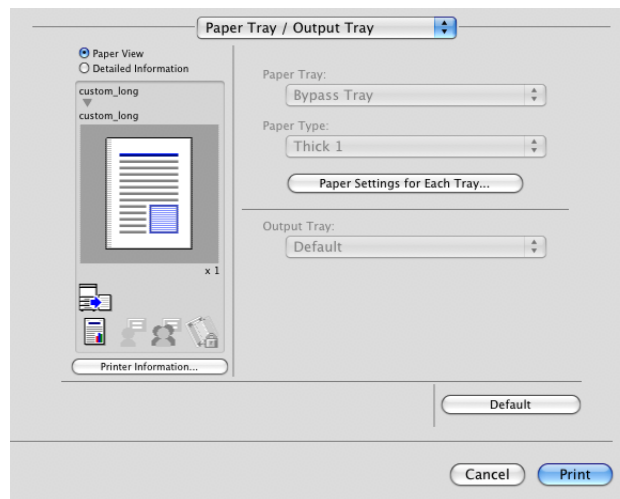 Paper Tray / Output Tray
Paper View
Detailed Information
custom_long
custom_long
x 1
Printer Information...
Paper Tray:
Bypass Tray
Paper Type:
Thick 1
Paper Settings for Each Tray...
Output Tray:
Default
Default
Cancel
Print